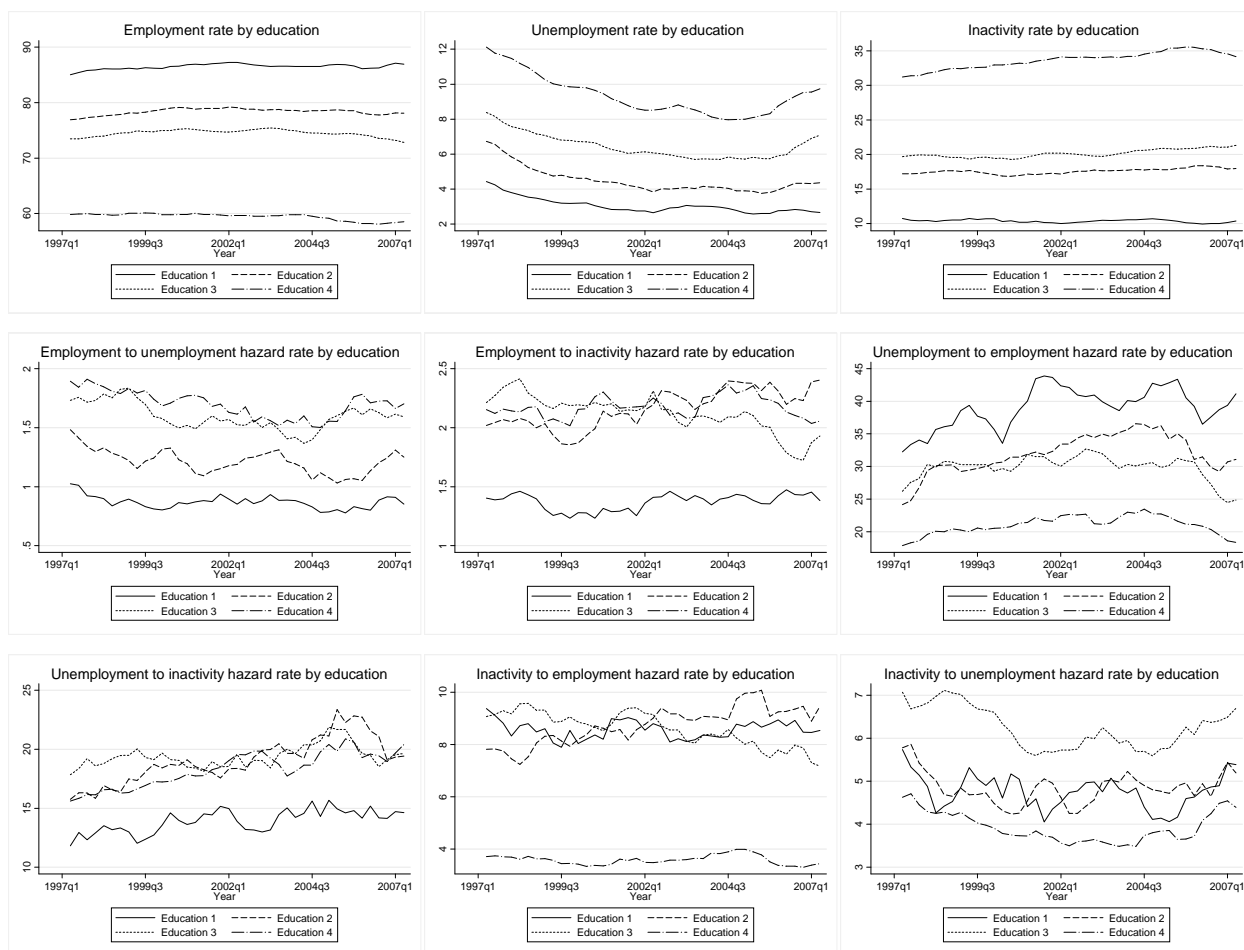 Employment rate by education
90
80
70
60
1997q1 1999q3 2002q1 2004q3 2007q1
Year
Education 1 Education 2
Education 3 Education 4
Unemployment rate by education
12
10
8
6
4
2
1997q1 1999q3 2002q1 2004q3 2007q1
Year
Education 1 Education 2
Education 3 Education 4
Inactivity rate by education
35
30
25
20
15
10
1997q1 1999q3 2002q1 2004q3 2007q1
Year
Education 1 Education 2
Education 3 Education 4
Employment to unemployment hazard rate by education
2
1.5
1
.5
1997q1 1999q3 2002q1 2004q3 2007q1
Year
Education 1 Education 2
Education 3 Education 4
Employment to inactivity hazard rate by education
2.5
2
1.5
1
1997q1 1999q3 2002q1 2004q3 2007q1
Year
Education 1 Education 2
Education 3 Education 4
Unemployment to employment hazard rate by education
45
40
35
30
25
20
1997q1 1999q3 2002q1 2004q3 2007q1
Year
Education 1 Education 2
Education 3 Education 4
Unemployment to inactivity hazard rate by education
25
20
15
10
1997q1 1999q3 2002q1 2004q3 2007q1
Year
Education 1 Education 2
Education 3 Education 4
Inactivity to employment hazard rate by education
10
8
6
4
1997q1 1999q3 2002q1 2004q3 2007q1
Year
Education 1 Education 2
Education 3 Education 4
Inactivity to unemployment hazard rate by education
7
6
5
4
3
1997q1 1999q3 2002q1 2004q3 2007q1
Year
Education 1 Education 2
Education 3 Education 4